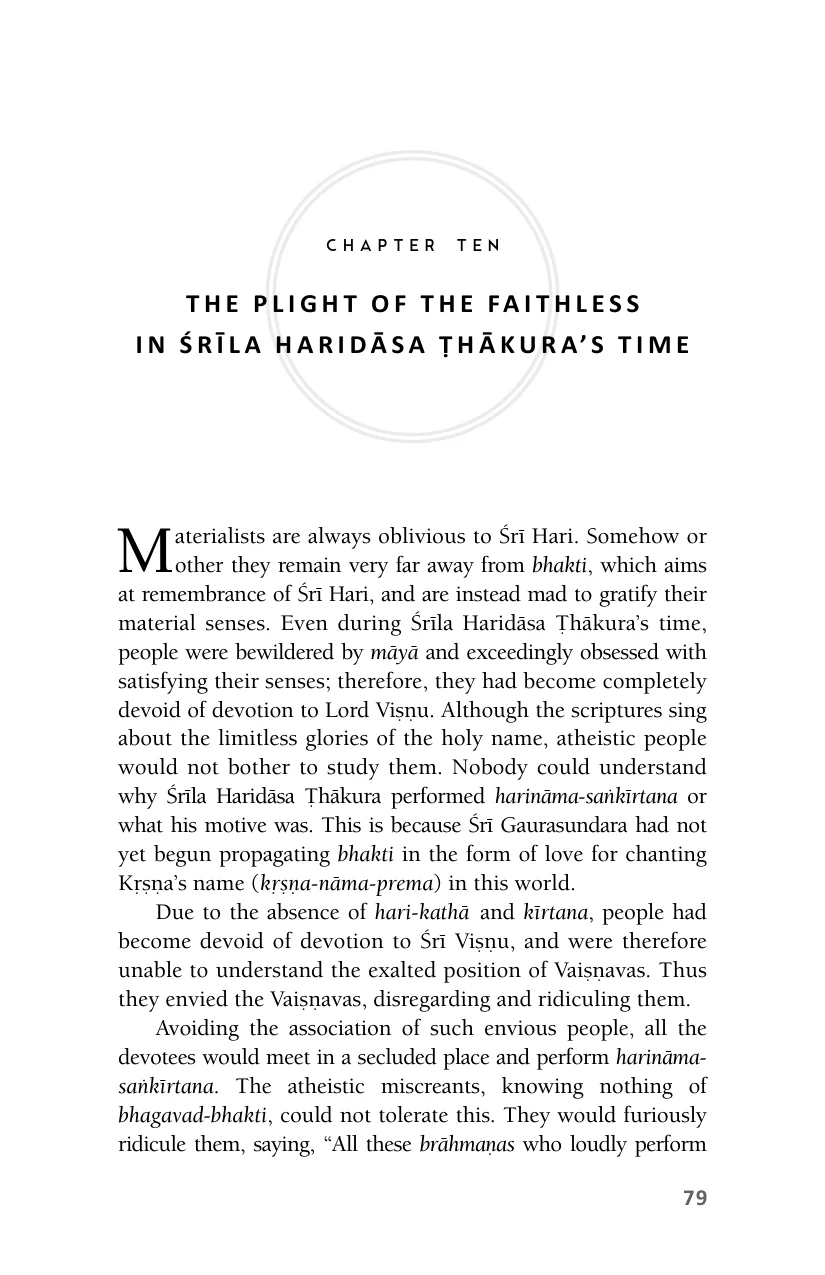 CHAPTER TEN
THE PLIGHT OF THE FAITHLESS
IN ŚRĪLA HARIDĀSA ṬHĀKURA’S TIME
Materialists are always oblivious to Śrī Hari. Somehow or
other they remain very far away from bhakti, which aims
at remembrance of Śrī Hari, and are instead mad to gratify their
material senses. Even during Śrīla Haridāsa Ṭhākura’s time,
people were bewildered by māyā and exceedingly obsessed with
satisfying their senses; therefore, they had become completely
devoid of devotion to Lord Viṣṇu. Although the scriptures sing
about the limitless glories of the holy name, atheistic people
would not bother to study them. Nobody could understand
why Śrīla Haridāsa Ṭhākura performed harināma-saṅkīrtana or
what his motive was. This is because Śrī Gaurasundara had not
yet begun propagating bhakti in the form of love for chanting
Kṛṣṇa’s name (kṛṣṇa-nāma-prema) in this world.
Due to the absence of hari-kathā and kīrtana, people had
become devoid of devotion to Śrī Viṣṇu, and were therefore
unable to understand the exalted position of Vaiṣṇavas. Thus
they envied the Vaiṣṇavas, disregarding and ridiculing them.
Avoiding the association of such envious people, all the
devotees would meet in a secluded place and perform harināma-
saṅkīrtana. The atheistic miscreants, knowing nothing of
bhagavad-bhakti, could not tolerate this. They would furiously
ridicule them, saying, “All these brāhmaṇas who loudly perform
79